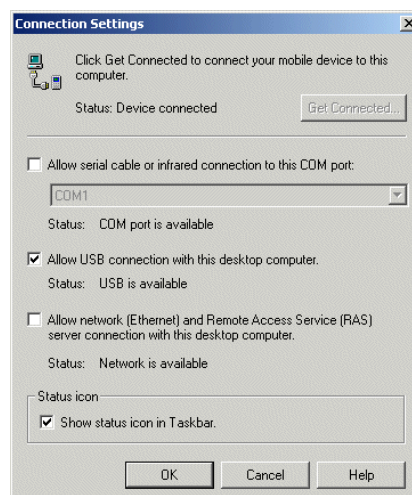 Connection Settings
Click Get Connected to connect your mobile device to this
computer.
Status: Device connected
Get Connected...
Allow serial cable or infrared connection to this COM port:
COM1
Status: COM port is available
Allow USB connection with this desktop computer.
Status: USB is available
Allow network (Ethernet) and Remote Access Service (RAS)
server connection with this desktop computer.
Status: Network is available
Status icon
Show status icon in Taskbar.
OK Cancel Help